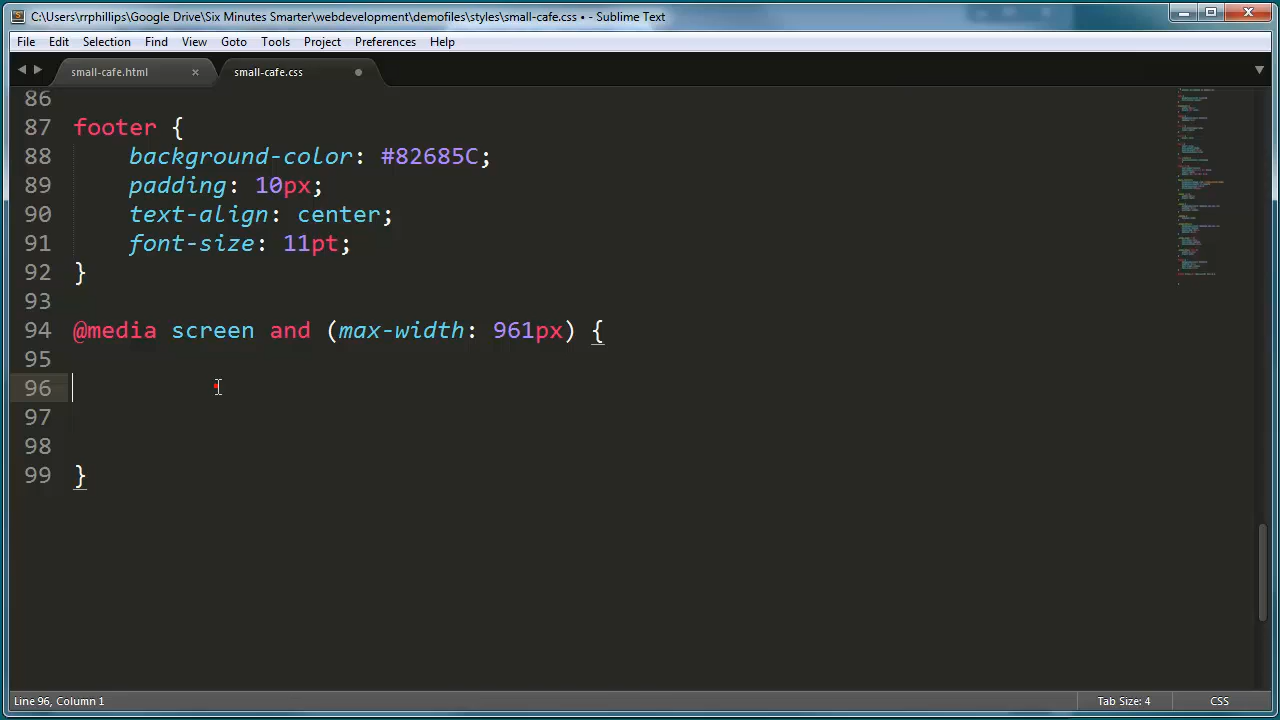 C:\Users\rrphillips\Google Drive\Six Minutes Smarter\webdevelopment\demofiles\styles\small-cafe.css • - Sublime Text
File Edit Selection Find View Goto Tools Project Preferences Help
small-cafe.html × small-cafe.css
86
87 footer {
88 background-color: #82685C;
89 padding: 10px;
90 text-align: center;
91 font-size: 11pt;
92 }
93
94 @media screen and (max-width: 961px) {
95
96
97
98
99 }
Line 96, Column 1 Tab Size: 4 CSS